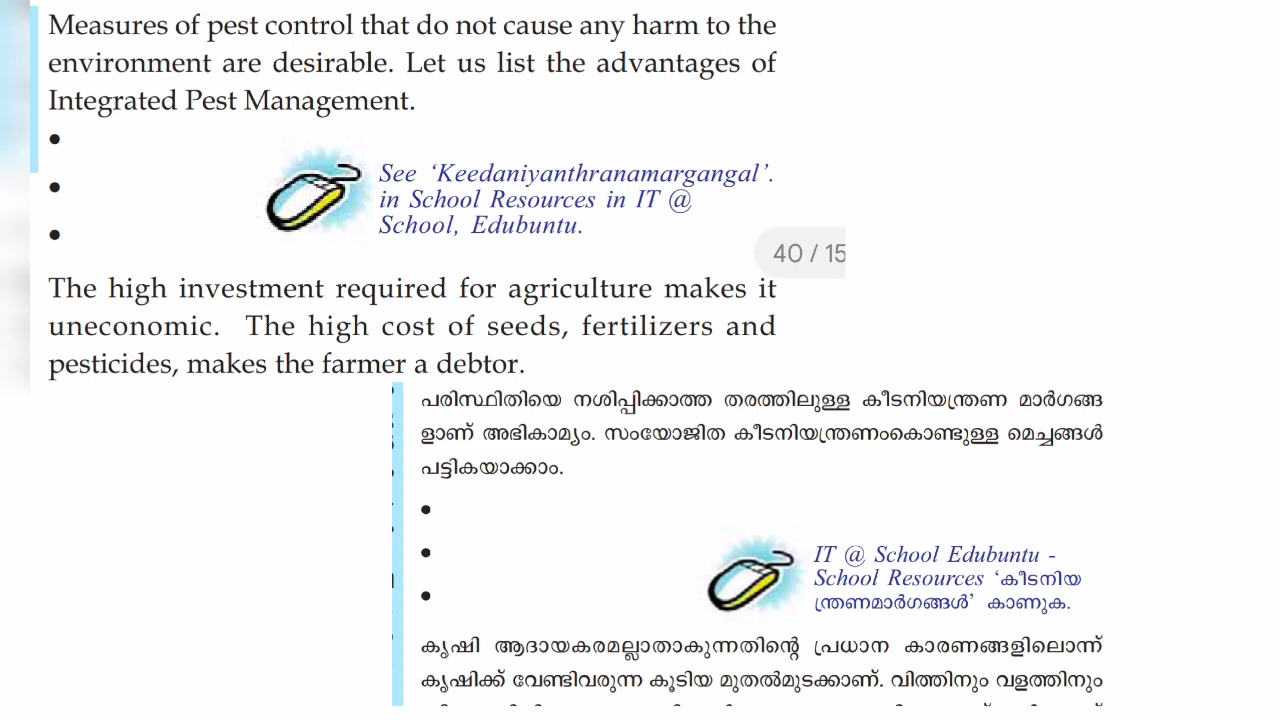 Measures of pest control that do not cause any harm to the
environment are desirable. Let us list the advantages of
Integrated Pest Management.
•
•
•
See ‘Keedaniyanthranamargangal’.
in School Resources in IT @
School, Edubuntu.
40 / 15
The high investment required for agriculture makes it
uneconomic. The high cost of seeds, fertilizers and
pesticides, makes the farmer a debtor.
പരിസ്ഥിതിയെ നശിപ്പിക്കാത്ത തരത്തിലുള്ള കീടനിയന്ത്രണ മാർഗങ്ങ
ളാണ് അഭികാമ്യം. സംയോജിത കീടനിയന്ത്രണംകൊണ്ടുള്ള മെച്ചങ്ങൾ
പട്ടികയാക്കാം.
•
•
•
IT @ School Edubuntu -
School Resources ‘കീടനിയ
ന്ത്രണമാർഗങ്ങൾ’ കാണുക.
കൃഷി ആദായകരമല്ലാതാകുന്നതിന്റെ പ്രധാന കാരണങ്ങളിലൊന്ന്
കൃഷിക്ക് വേണ്ടിവരുന്ന കൂടിയ മുതൽമുടക്കാണ്. വിത്തിനും വളത്തിനും